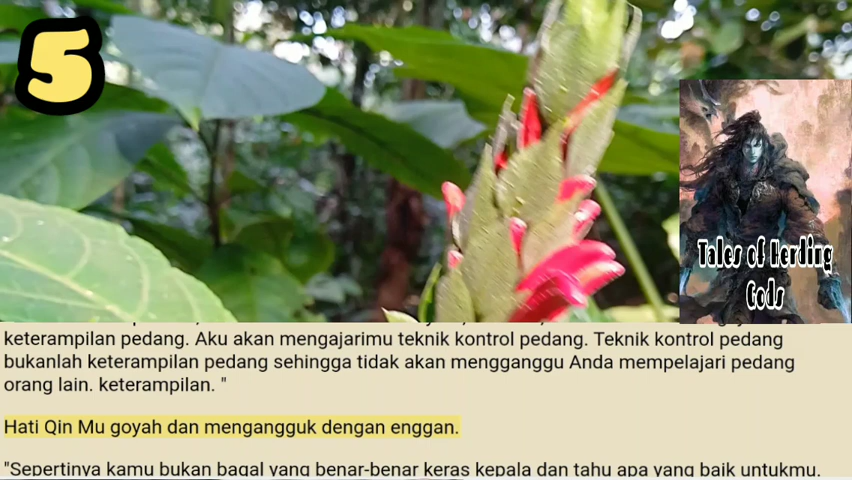 5
Tales of Herding
Gods
keterampilan pedang. Aku akan mengajarimu teknik kontrol pedang. Teknik kontrol pedang
bukanlah keterampilan pedang sehingga tidak akan mengganggu Anda mempelajari pedang
orang lain. keterampilan. "
Hati Qin Mu goyah dan mengangguk dengan enggan.
"Sepertinya kamu bukan bagal yang benar-benar keras kepala dan tahu apa yang baik untukmu.